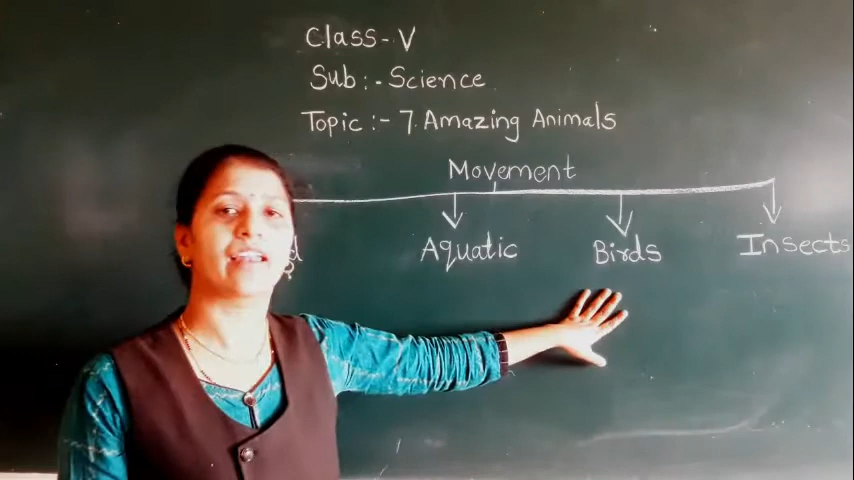 Class-V
Sub:- Science
Topic :- 7. Amazing Animals
Movement
Aquatic Birds Insects